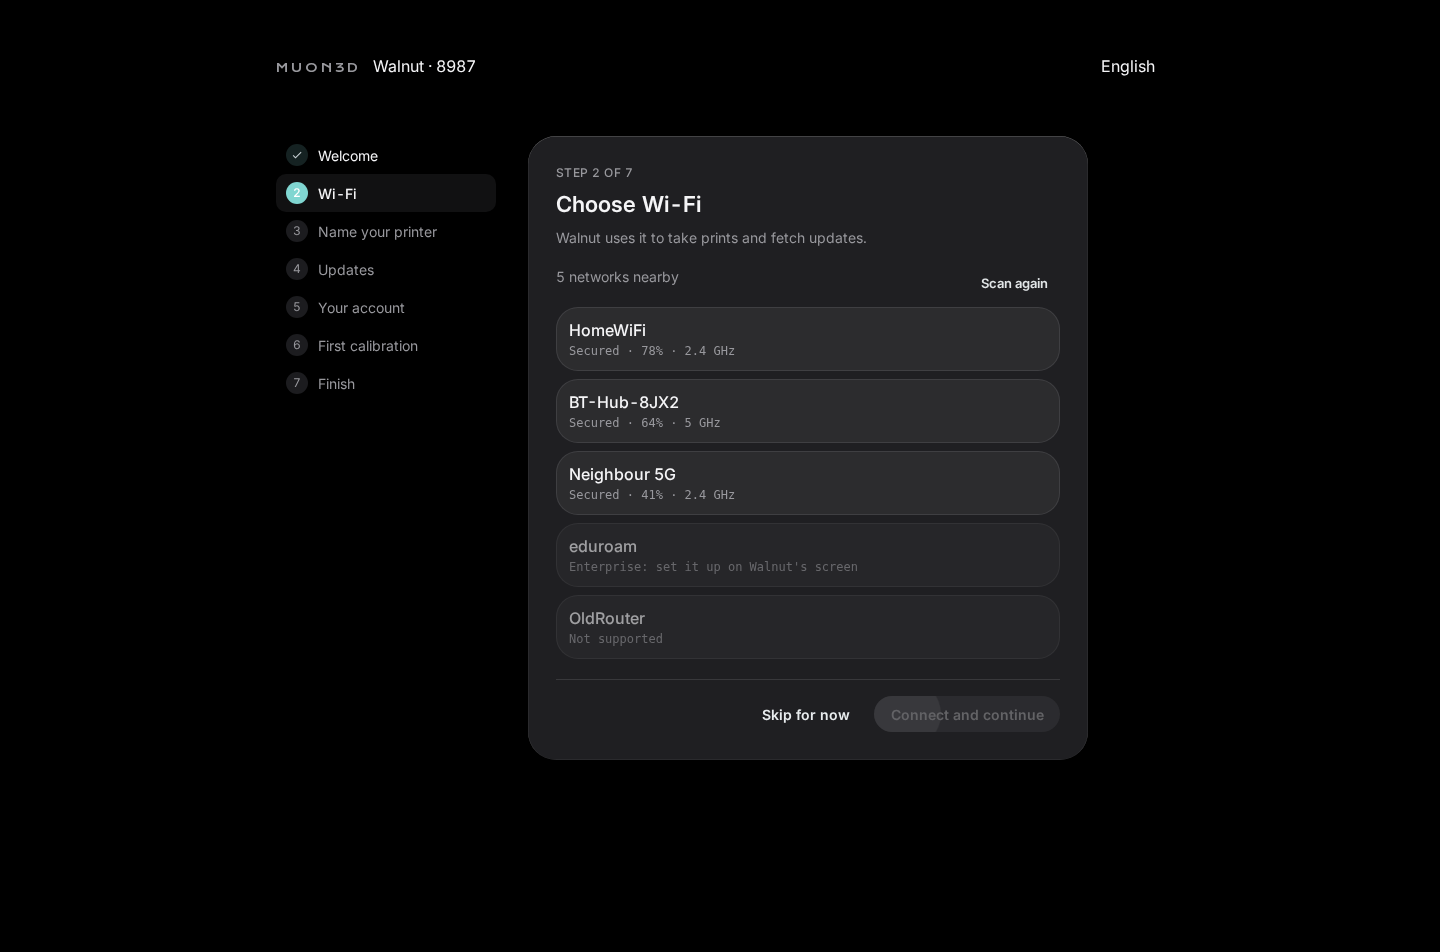 MUON3D Walnut · 8987
English
Welcome
2 Wi-Fi
3 Name your printer
4 Updates
5 Your account
6 First calibration
7 Finish
STEP 2 OF 7
Choose Wi-Fi
Walnut uses it to take prints and fetch updates.
5 networks nearby
Scan again
HomeWiFi
Secured · 78% · 2.4 GHz
BT-Hub-8JX2
Secured · 64% · 5 GHz
Neighbour 5G
Secured · 41% · 2.4 GHz
eduroam
Enterprise: set it up on Walnut's screen
OldRouter
Not supported
Skip for now
Connect and continue